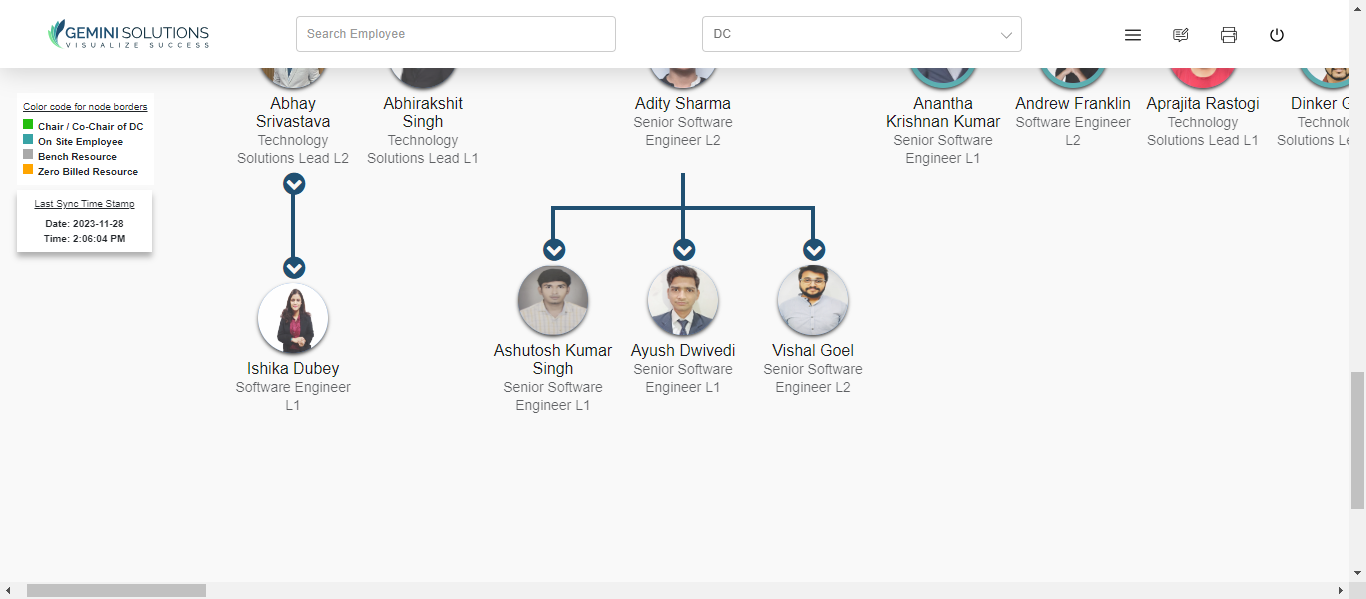 GEMINI SOLUTIONS
VISUALIZE SUCCESS
Search Employee
DC
Color code for node borders
Chair / Co-Chair of DC
On Site Employee
Bench Resource
Zero Billed Resource
Last Sync Time Stamp
Date: 2023-11-28
Time: 2:06:04 PM
Abhay
Srivastava
Technology
Solutions Lead L2
Abhirakshit
Singh
Technology
Solutions Lead L1
Adity Sharma
Senior Software
Engineer L2
Anantha
Krishnan Kumar
Senior Software
Engineer L1
Andrew Franklin
Software Engineer
L2
Aprajita Rastogi
Technology
Solutions Lead L1
Dinker
Solutions
Ishika Dubey
Software Engineer
L1
Ashutosh Kumar
Singh
Senior Software
Engineer L1
Ayush Dwivedi
Senior Software
Engineer L1
Vishal Goel
Senior Software
Engineer L2